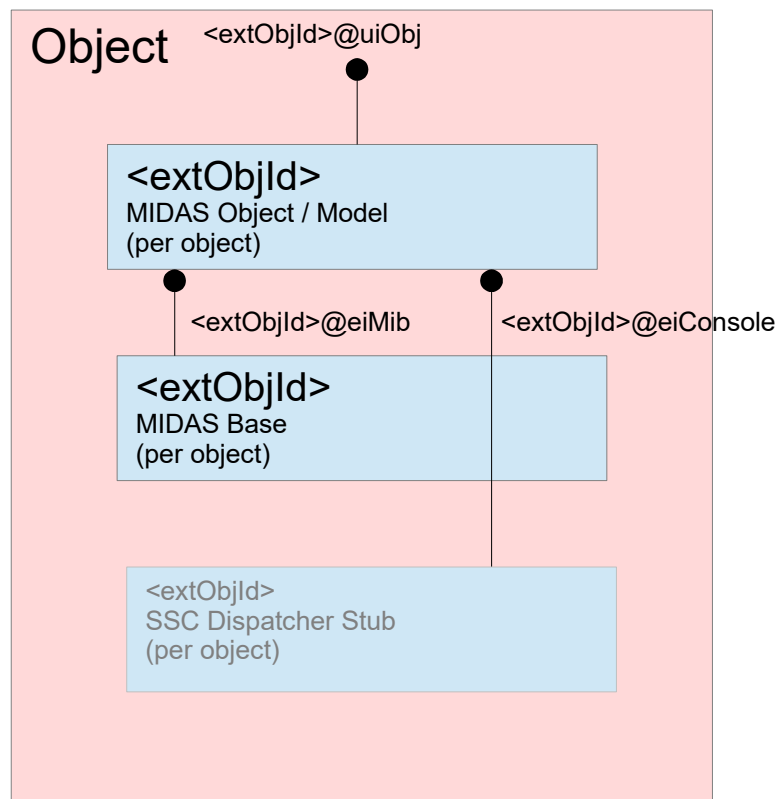 Object
<extObjId>@uiObj
<extObjId>
MIDAS Object / Model
(per object)
<extObjId>@eiMib
<extObjId>@eiConsole
<extObjId>
MIDAS Base
(per object)
<extObjId>
SSC Dispatcher Stub
(per object)